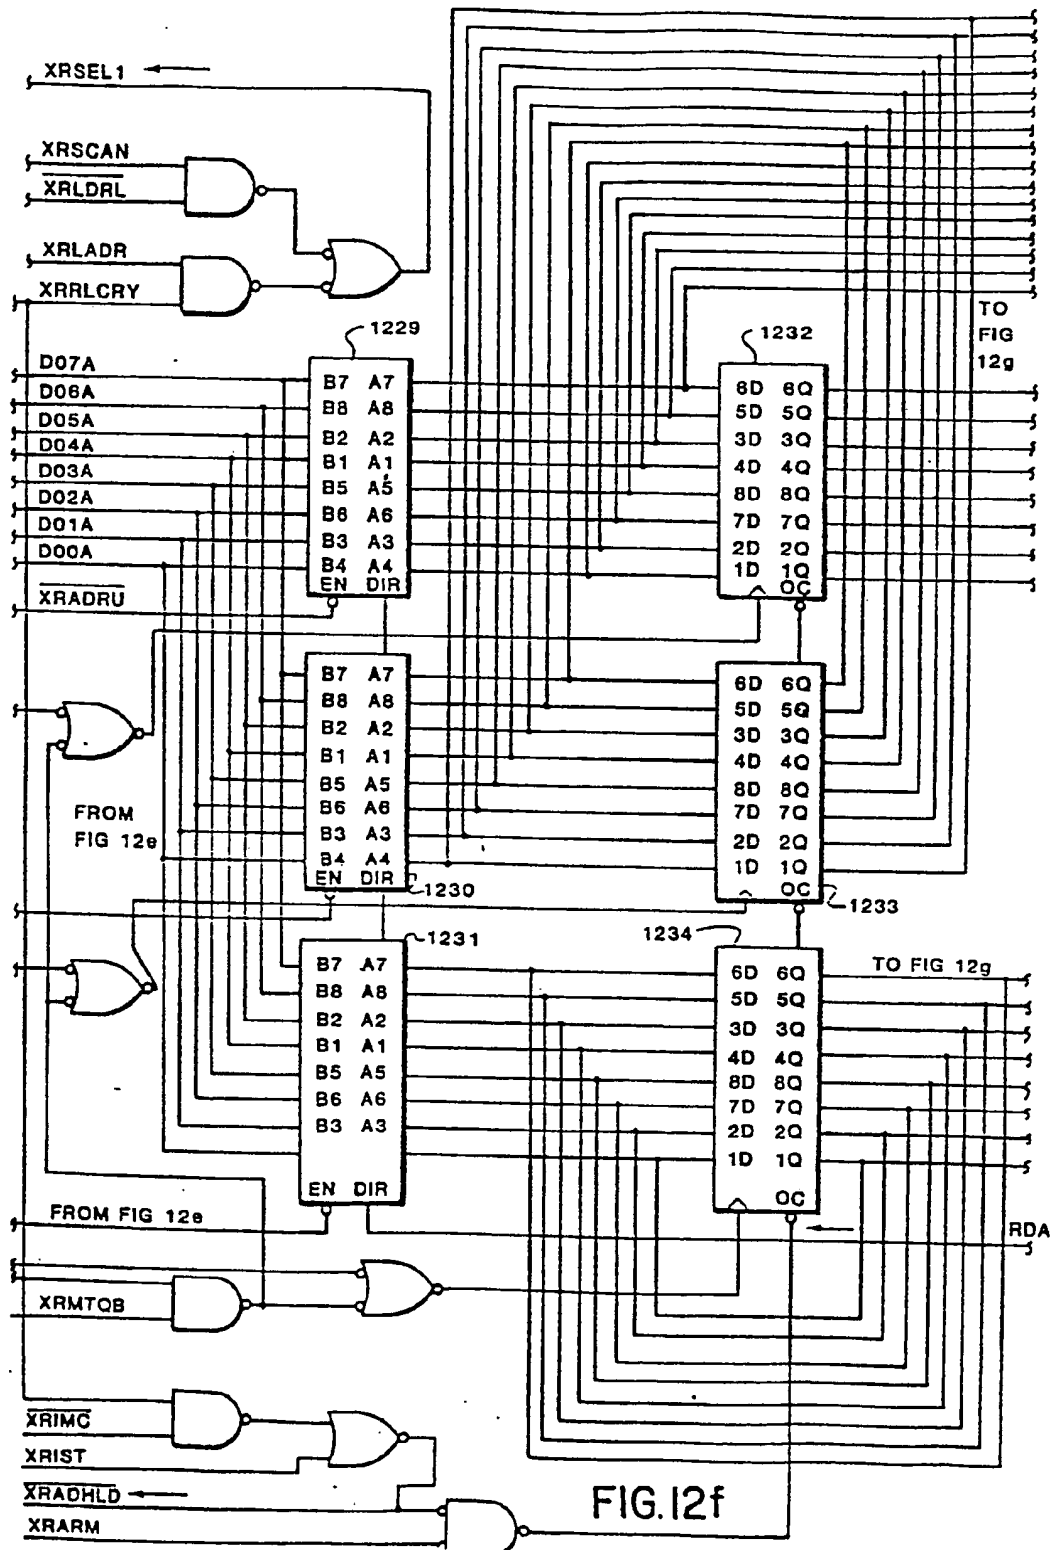 XRSEL1
XRSCAN
XRLDRL
XRLADR
XRRLCRY
TO
FIG
12g
1229
1232
D07A
D06A
D05A
D04A
D03A
D02A
D01A
D00A
XRADRU
B7 A7
B8 A8
B2 A2
B1 A1
B5 A5
B6 A6
B3 A3
B4 A4
EN DIR
6D 6Q
5D 5Q
3D 3Q
4D 4Q
8D 8Q
7D 7Q
2D 2Q
1D 1Q
OC
B7 A7
B8 A8
B2 A2
B1 A1
B5 A5
B6 A6
B3 A3
B4 A4
EN DIR
1230
6D 6Q
5D 5Q
3D 3Q
4D 4Q
8D 8Q
7D 7Q
2D 2Q
1D 1Q
OC
1233
FROM
FIG 12e
1231
1234
B7 A7
B8 A8
B2 A2
B1 A1
B5 A5
B6 A6
B3 A3
EN DIR
6D 6Q
5D 5Q
3D 3Q
4D 4Q
8D 8Q
7D 7Q
2D 2Q
1D 1Q
OC
TO FIG 12g
FROM FIG 12e
RDA
XRMTQB
XRIMC
XRIST
XRADHLD
XRARM
FIG.12f